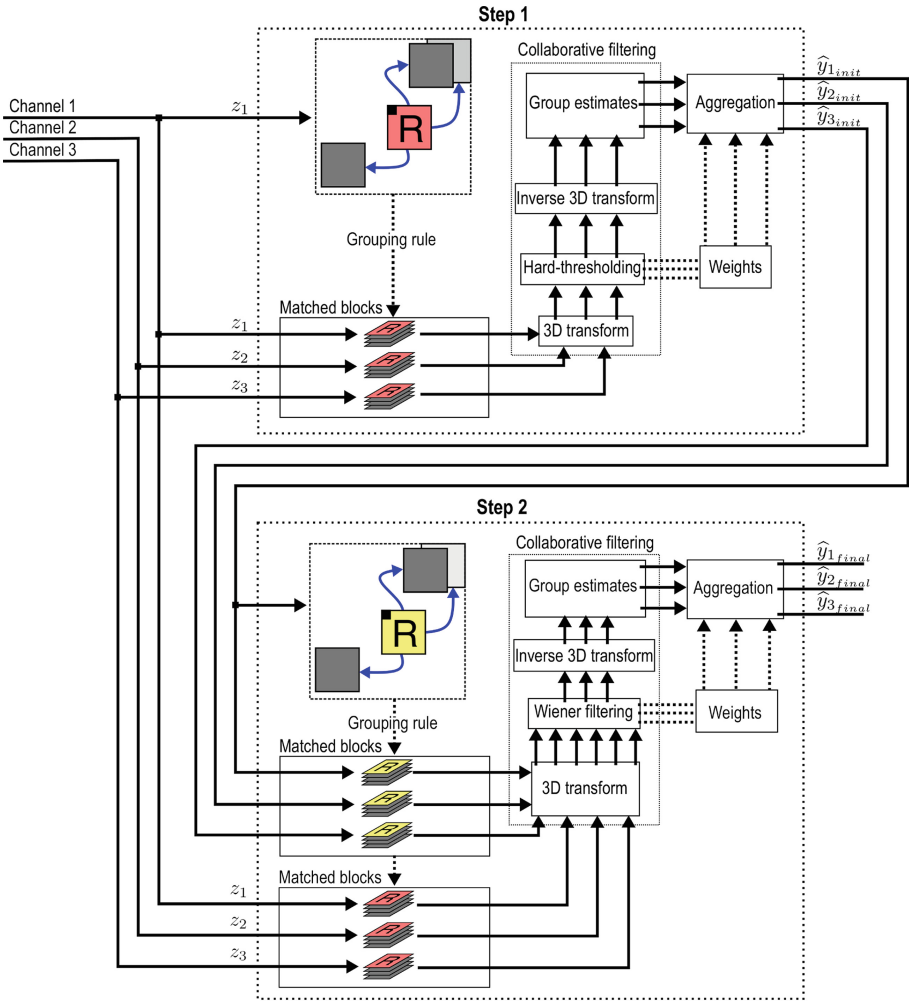 Step 1
Channel 1
Channel 2
Channel 3
z₁
R
Grouping rule
Matched blocks
z₁
R
z₂
R
z₃
R
Collaborative filtering
Group estimates
Inverse 3D transform
Hard-thresholding
3D transform
Aggregation
Weights
ŷ₁init
ŷ₂init
ŷ₃init
Step 2
R
Grouping rule
Matched blocks
R
R
R
Matched blocks
z₁
R
z₂
R
z₃
R
Collaborative filtering
Group estimates
Inverse 3D transform
Wiener filtering
3D transform
Aggregation
Weights
ŷ₁final
ŷ₂final
ŷ₃final